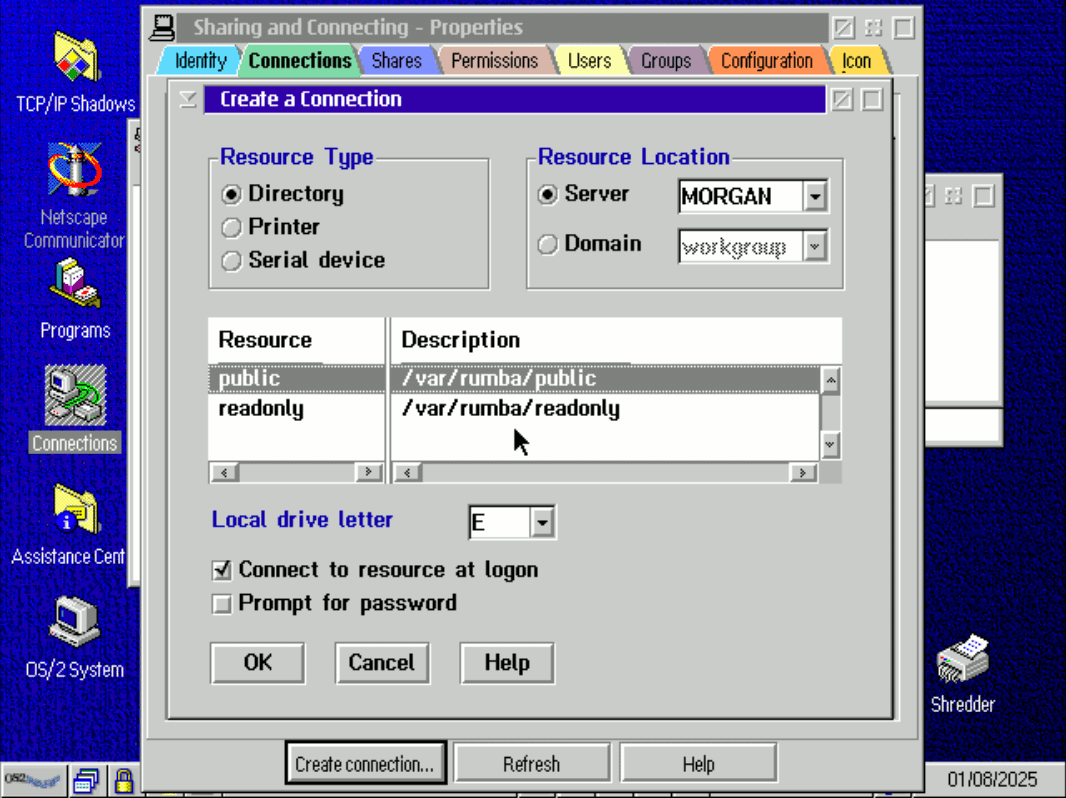 Sharing and Connecting - Properties
Identity Connections Shares Permissions Users Groups Configuration Icon
Create a Connection
Resource Type
Directory
Printer
Serial device
Resource Location
Server MORGAN
Domain workgroup
Resource Description
public /var/rumba/public
readonly /var/rumba/readonly
Local drive letter E
Connect to resource at logon
Prompt for password
OK Cancel Help
Create connection... Refresh Help
TCP/IP Shadows
Netscape
Communicator
Programs
Connections
Assistance Cent
OS/2 System
Shredder
01/08/2025